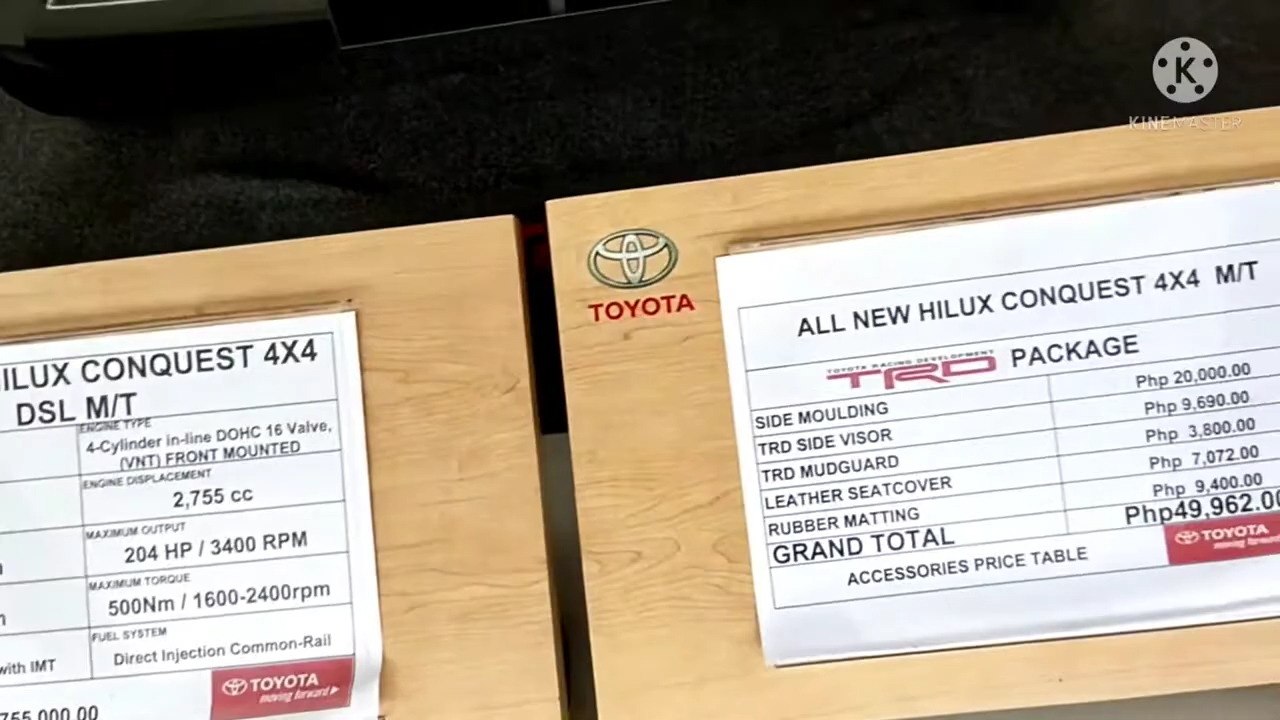 KINEMASTER
HILUX CONQUEST 4X4
DSL M/T
ENGINE TYPE
4-Cylinder in-line DOHC 16 Valve,
(VNT) FRONT MOUNTED
ENGINE DISPLACEMENT
2,755 cc
MAXIMUM OUTPUT
204 HP / 3400 RPM
MAXIMUM TORQUE
500Nm / 1600-2400rpm
FUEL SYSTEM
Direct Injection Common-Rail
with IMT
TOYOTA
moving forward
755,000.00
TOYOTA
ALL NEW HILUX CONQUEST 4X4 M/T
TOYOTA RACING DEVELOPMENT
TRD PACKAGE
SIDE MOULDING Php 20,000.00
TRD SIDE VISOR Php 9,690.00
TRD MUDGUARD Php 3,800.00
LEATHER SEATCOVER Php 7,072.00
RUBBER MATTING Php 9,400.00
GRAND TOTAL Php49,962.00
ACCESSORIES PRICE TABLE
TOYOTA
moving forward